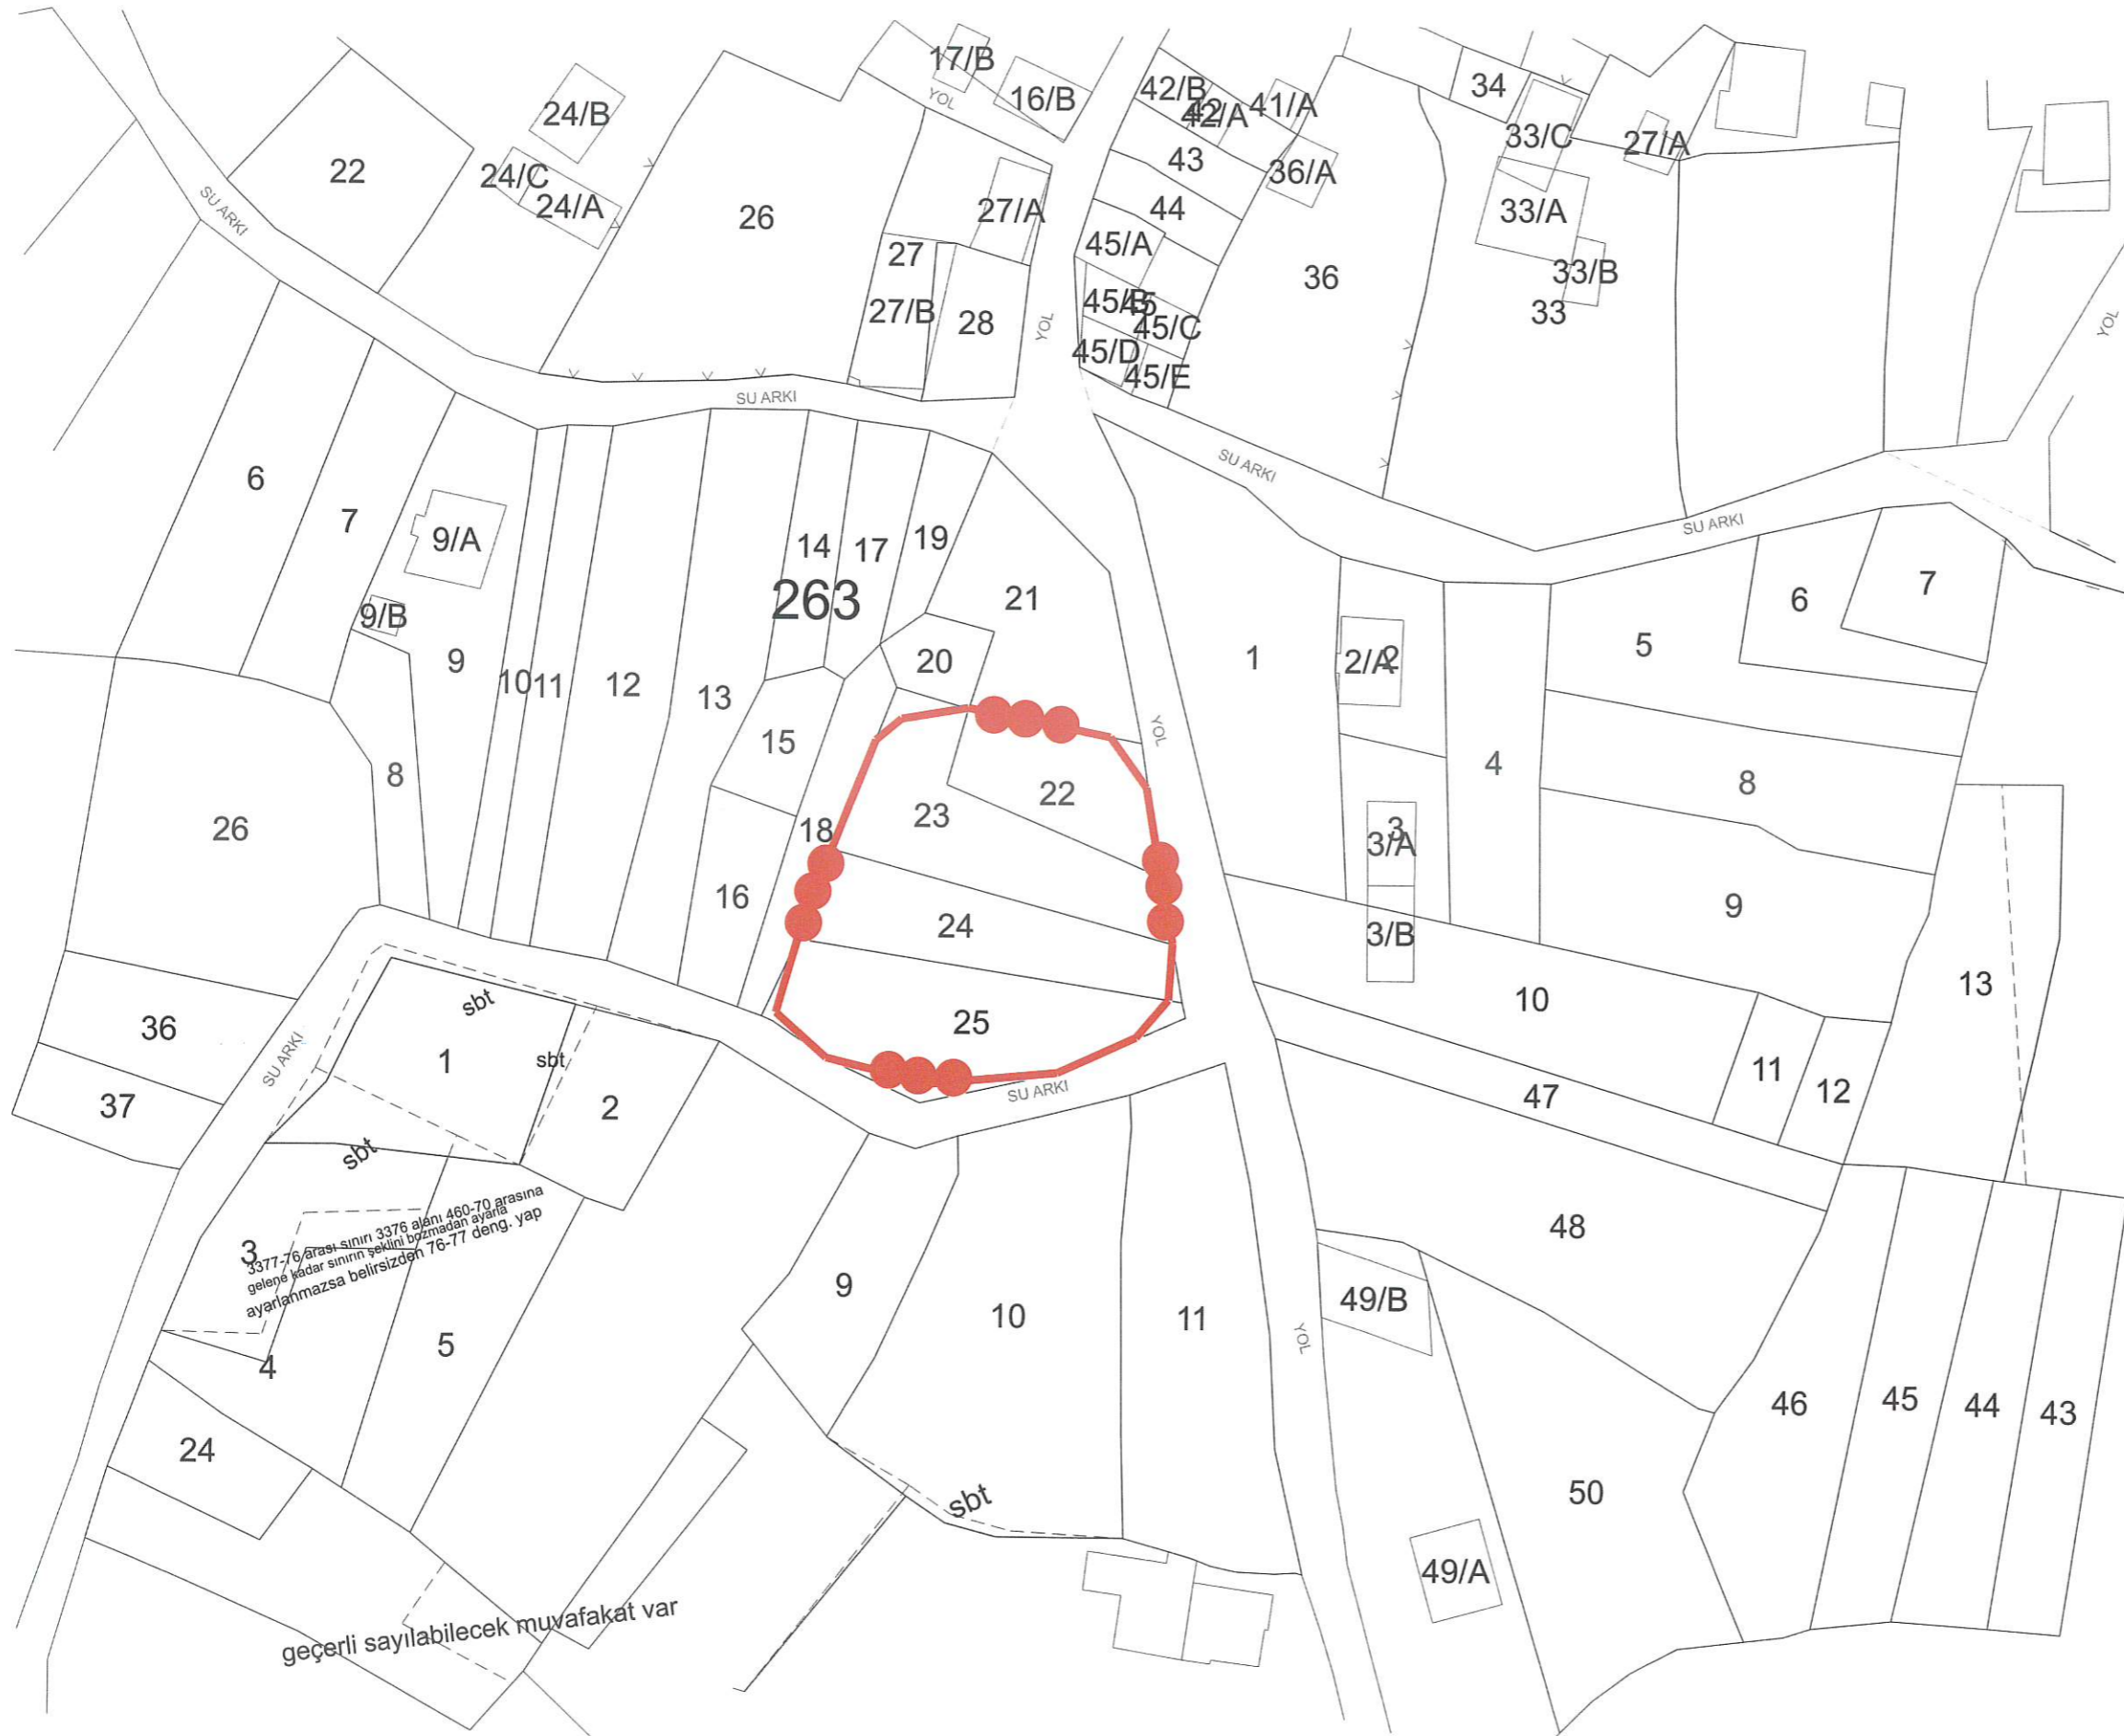 17/B
16/B
YOL
24/B
22
24/C
24/A
26
SU ARKI
27/A
27
27/B
28
YOL
42/B
42
42/A
41/A
43
36/A
44
45/A
45/B
45
45/C
45/D
45/E
36
34
33/C
27/A
33/A
33/B
33
YOL
SU ARKI
SU ARKI
SU ARKI
6
7
9/A
9/B
9
10
11
12
13
14
17
19
263
21
20
15
18
16
23
22
24
25
YOL
1
2/A
2
3
3/A
3/B
4
5
6
7
8
9
10
11
12
13
26
8
36
37
SU ARKI
sbt
1
sbt
2
sbt
SU ARKI
47
48
3
3377-76 arası sınırı 3376 alanı 460-70 arasına
gelene kadar sınırın şeklini bozmadan ayarla
ayarlanmazsa belirsizden 76-77 deng. yap
4
5
24
9
10
11
YOL
49/B
49/A
50
46
45
44
43
sbt
geçerli sayılabilecek muvafakat var